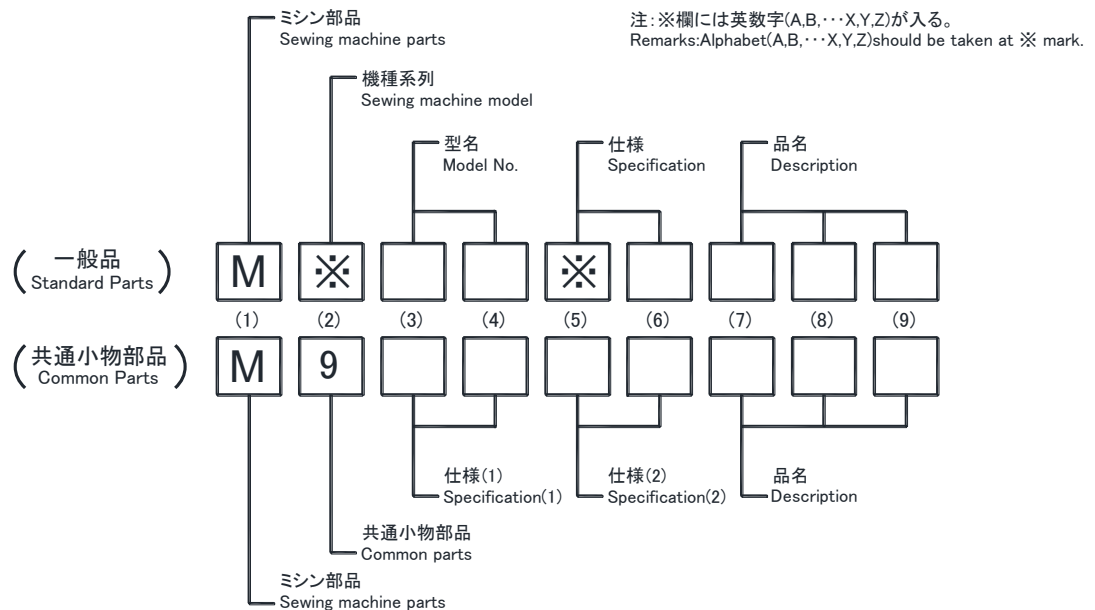 ミシン部品
Sewing machine parts
注:※欄には英数字(A,B,･･･X,Y,Z)が入る。
Remarks:Alphabet(A,B,･･･X,Y,Z)should be taken at ※ mark.
機種系列
Sewing machine model
型名
Model No.
仕様
Specification
品名
Description
(一般品
Standard Parts)
M ※ ※
(1) (2) (3) (4) (5) (6) (7) (8) (9)
(共通小物部品
Common Parts)
M 9
仕様(1)
Specification(1)
仕様(2)
Specification(2)
品名
Description
共通小物部品
Common parts
ミシン部品
Sewing machine parts